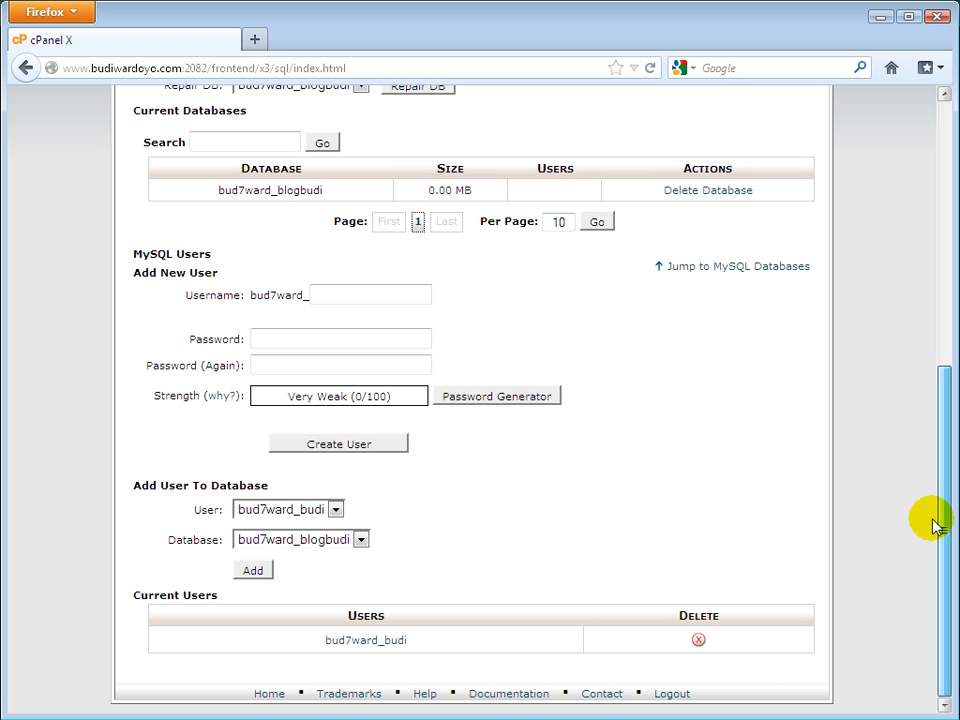 Firefox
cP cPanel X
www.budiwardoyo.com:2082/frontend/x3/sql/index.html
Google
Repair DB: bud7ward_blogbudi Repair DB
Current Databases
Search Go
DATABASE SIZE USERS ACTIONS
bud7ward_blogbudi 0.00 MB Delete Database
Page: First 1 Last Per Page: 10 Go
MySQL Users
↑ Jump to MySQL Databases
Add New User
Username: bud7ward_
Password:
Password (Again):
Strength (why?): Very Weak (0/100) Password Generator
Create User
Add User To Database
User: bud7ward_budi
Database: bud7ward_blogbudi
Add
Current Users
USERS DELETE
bud7ward_budi
Home ▪ Trademarks ▪ Help ▪ Documentation ▪ Contact ▪ Logout